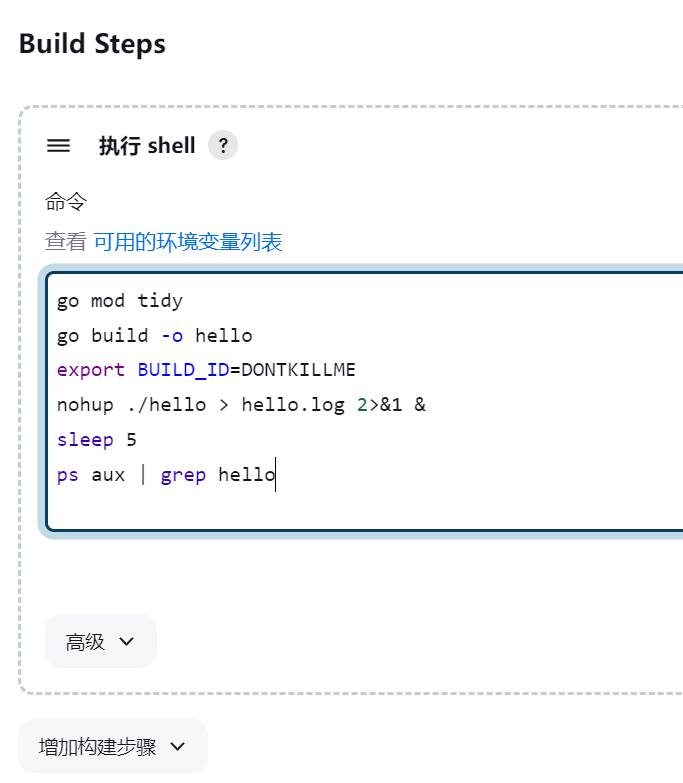 Build Steps
执行 shell ?
命令
查看 可用的环境变量列表
go mod tidy
go build -o hello
export BUILD_ID=DONTKILLME
nohup ./hello > hello.log 2>&1 &
sleep 5
ps aux | grep hello
高级
增加构建步骤